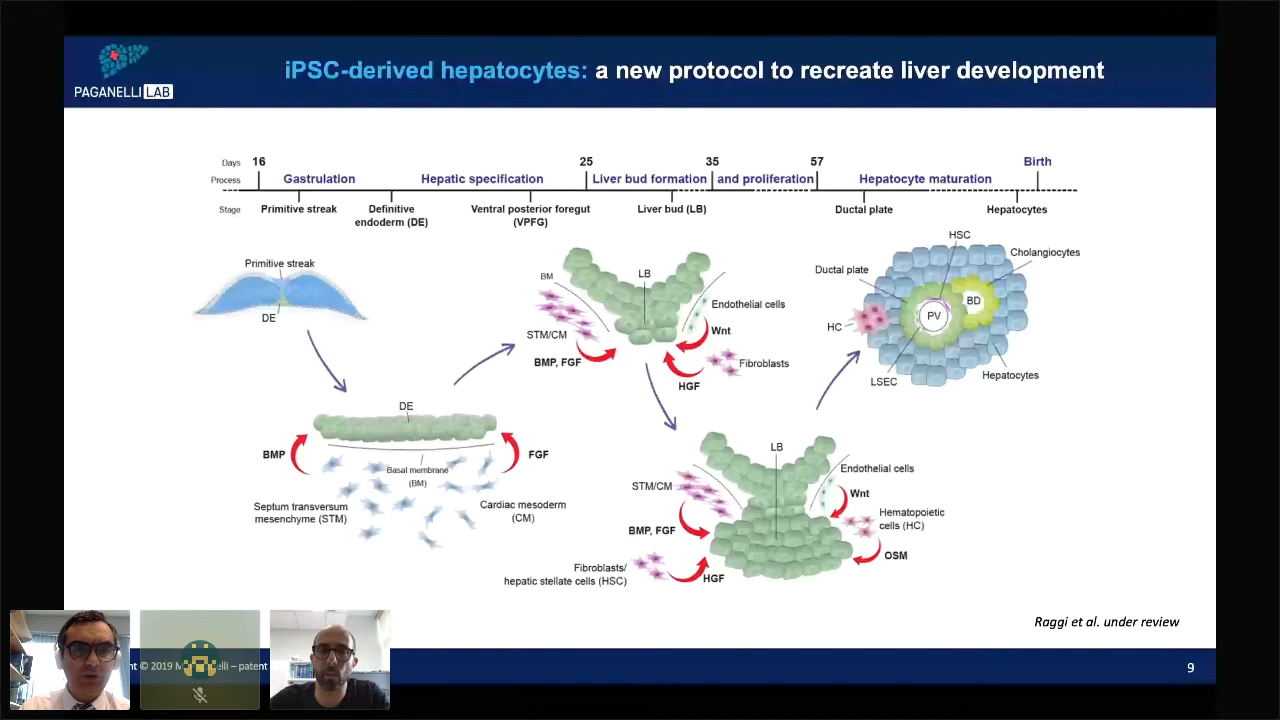 PAGANELLI LAB
iPSC-derived hepatocytes: a new protocol to recreate liver development
Days 16 25 35 57 Birth
Process Gastrulation Hepatic specification Liver bud formation and proliferation Hepatocyte maturation
Stage Primitive streak Definitive Ventral posterior foregut Liver bud (LB) Ductal plate Hepatocytes
endoderm (DE) (VPFG)
Primitive streak
DE
BM
LB
Endothelial cells
STM/CM
Wnt
BMP, FGF
Fibroblasts
HGF
HSC
Cholangiocytes
Ductal plate
BD
PV
HC
LSEC
Hepatocytes
DE
BMP
FGF
Basal membrane
(BM)
Septum transversum
mesenchyme (STM)
Cardiac mesoderm
(CM)
LB
Endothelial cells
STM/CM
Wnt
Hematopoietic
cells (HC)
BMP, FGF
OSM
Fibroblasts/
hepatic stellate cells (HSC)
HGF
Raggi et al. under review
© 2019 – patent
9